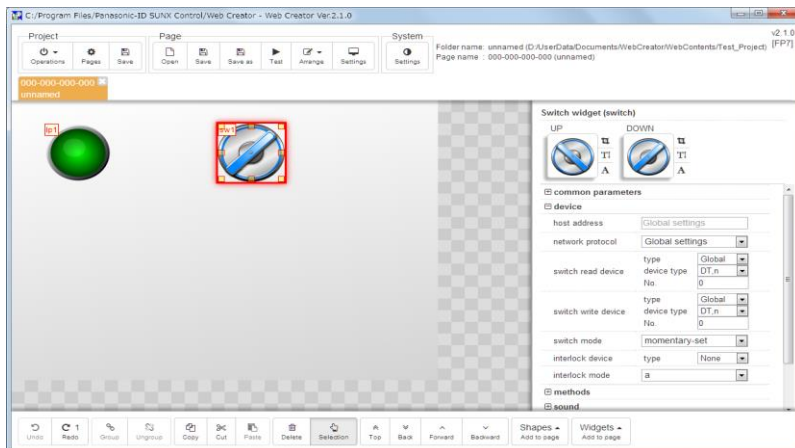 C:/Program Files/Panasonic-ID SUNX Control/Web Creator - Web Creator Ver.2.1.0
Project Page System
Operations Pages Save Open Save Save as Test Arrange Settings Settings
Folder name: unnamed (D:/UserData/Documents/WebCreator/WebContents/Test_Project)
Page name : 000-000-000-000 (unnamed)
v2.1.0
[FP7]
000-000-000-000
unnamed
lp1
sw1
Switch widget (switch)
UP DOWN
common parameters
device
host address Global settings
network protocol Global settings
type Global
switch read device device type DT,n
No. 0
type Global
switch write device device type DT,n
No. 0
switch mode momentary-set
interlock device type None
interlock mode a
methods
sound
1
Undo Redo Group Ungroup Copy Cut Paste Delete Selection Top Back Forward Backward
Shapes Widgets
Add to page Add to page